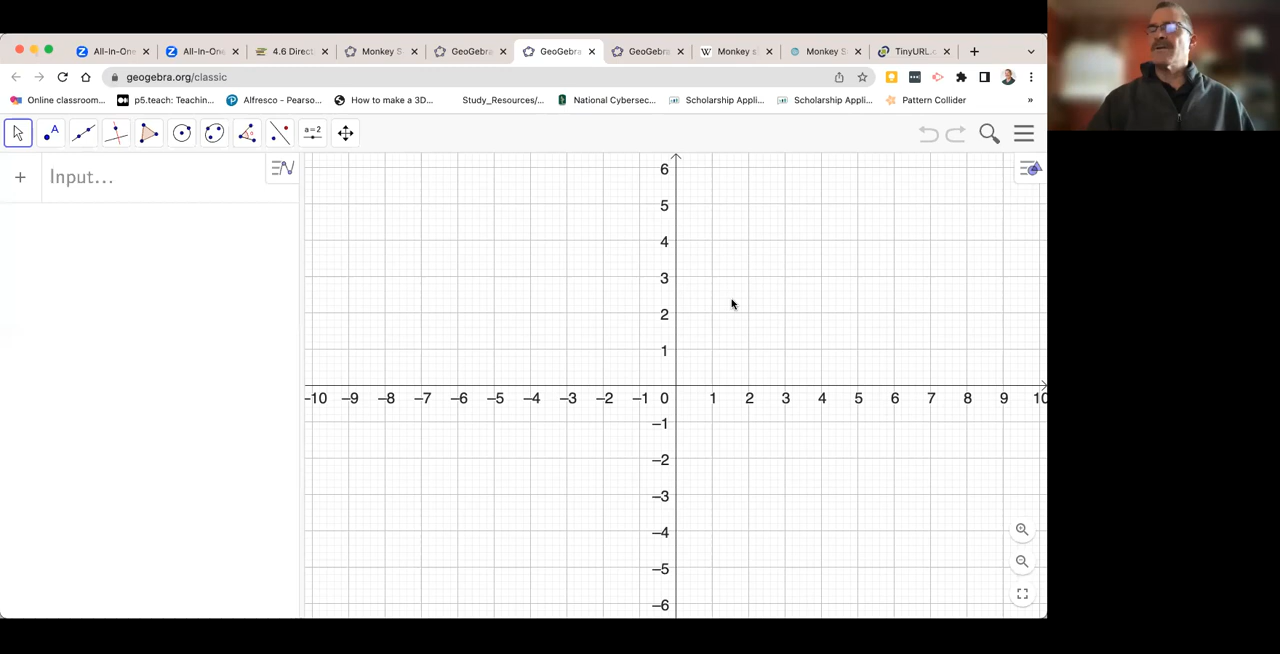 All-In-One All-In-One 4.6 Direct Monkey S GeoGebra GeoGebra GeoGebra Monkey sl Monkey S TinyURL.c
geogebra.org/classic
Online classroom... p5.teach: Teachin... Alfresco – Pearso... How to make a 3D... Study_Resources/... National Cybersec... Scholarship Appli... Scholarship Appli... Pattern Collider »
A a=2
Input...
6
5
4
3
2
1
–10 –9 –8 –7 –6 –5 –4 –3 –2 –1 0 1 2 3 4 5 6 7 8 9 10
–1
–2
–3
–4
–5
–6